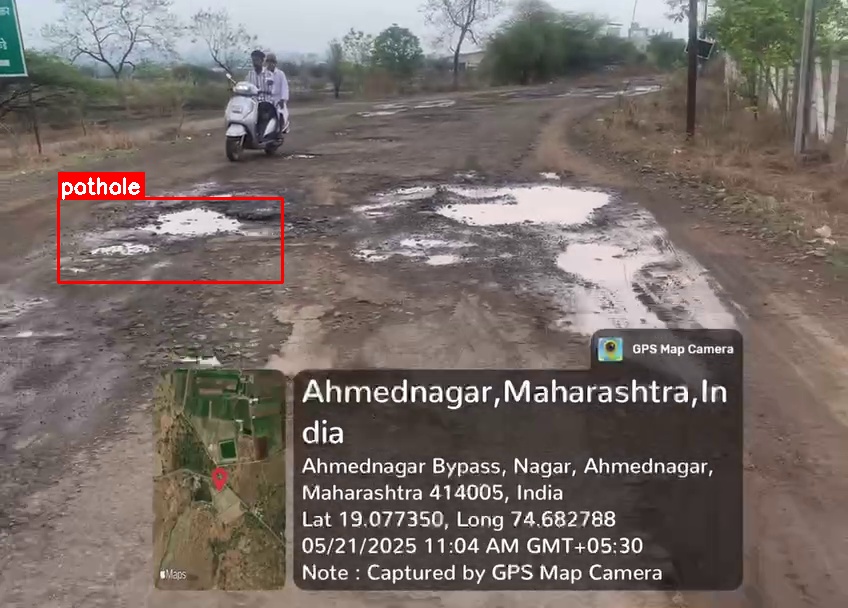 pothole
GPS Map Camera
Ahmednagar,Maharashtra,In
dia
Ahmednagar Bypass, Nagar, Ahmednagar,
Maharashtra 414005, India
Lat 19.077350, Long 74.682788
05/21/2025 11:04 AM GMT+05:30
Note : Captured by GPS Map Camera
Maps